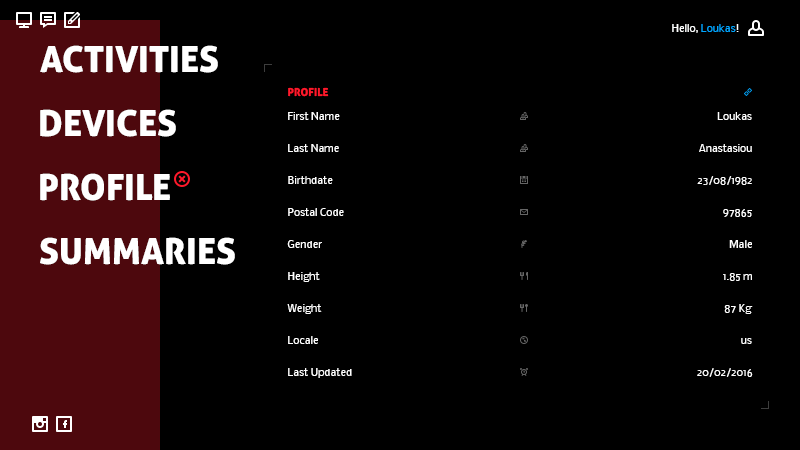 Hello, Loukas!
ACTIVITIES
DEVICES
PROFILE
SUMMARIES
PROFILE
First Name Loukas
Last Name Anastasiou
Birthdate 23/08/1982
Postal Code 97865
Gender Male
Height 1.85 m
Weight 87 Kg
Locale us
Last Updated 20/02/2016